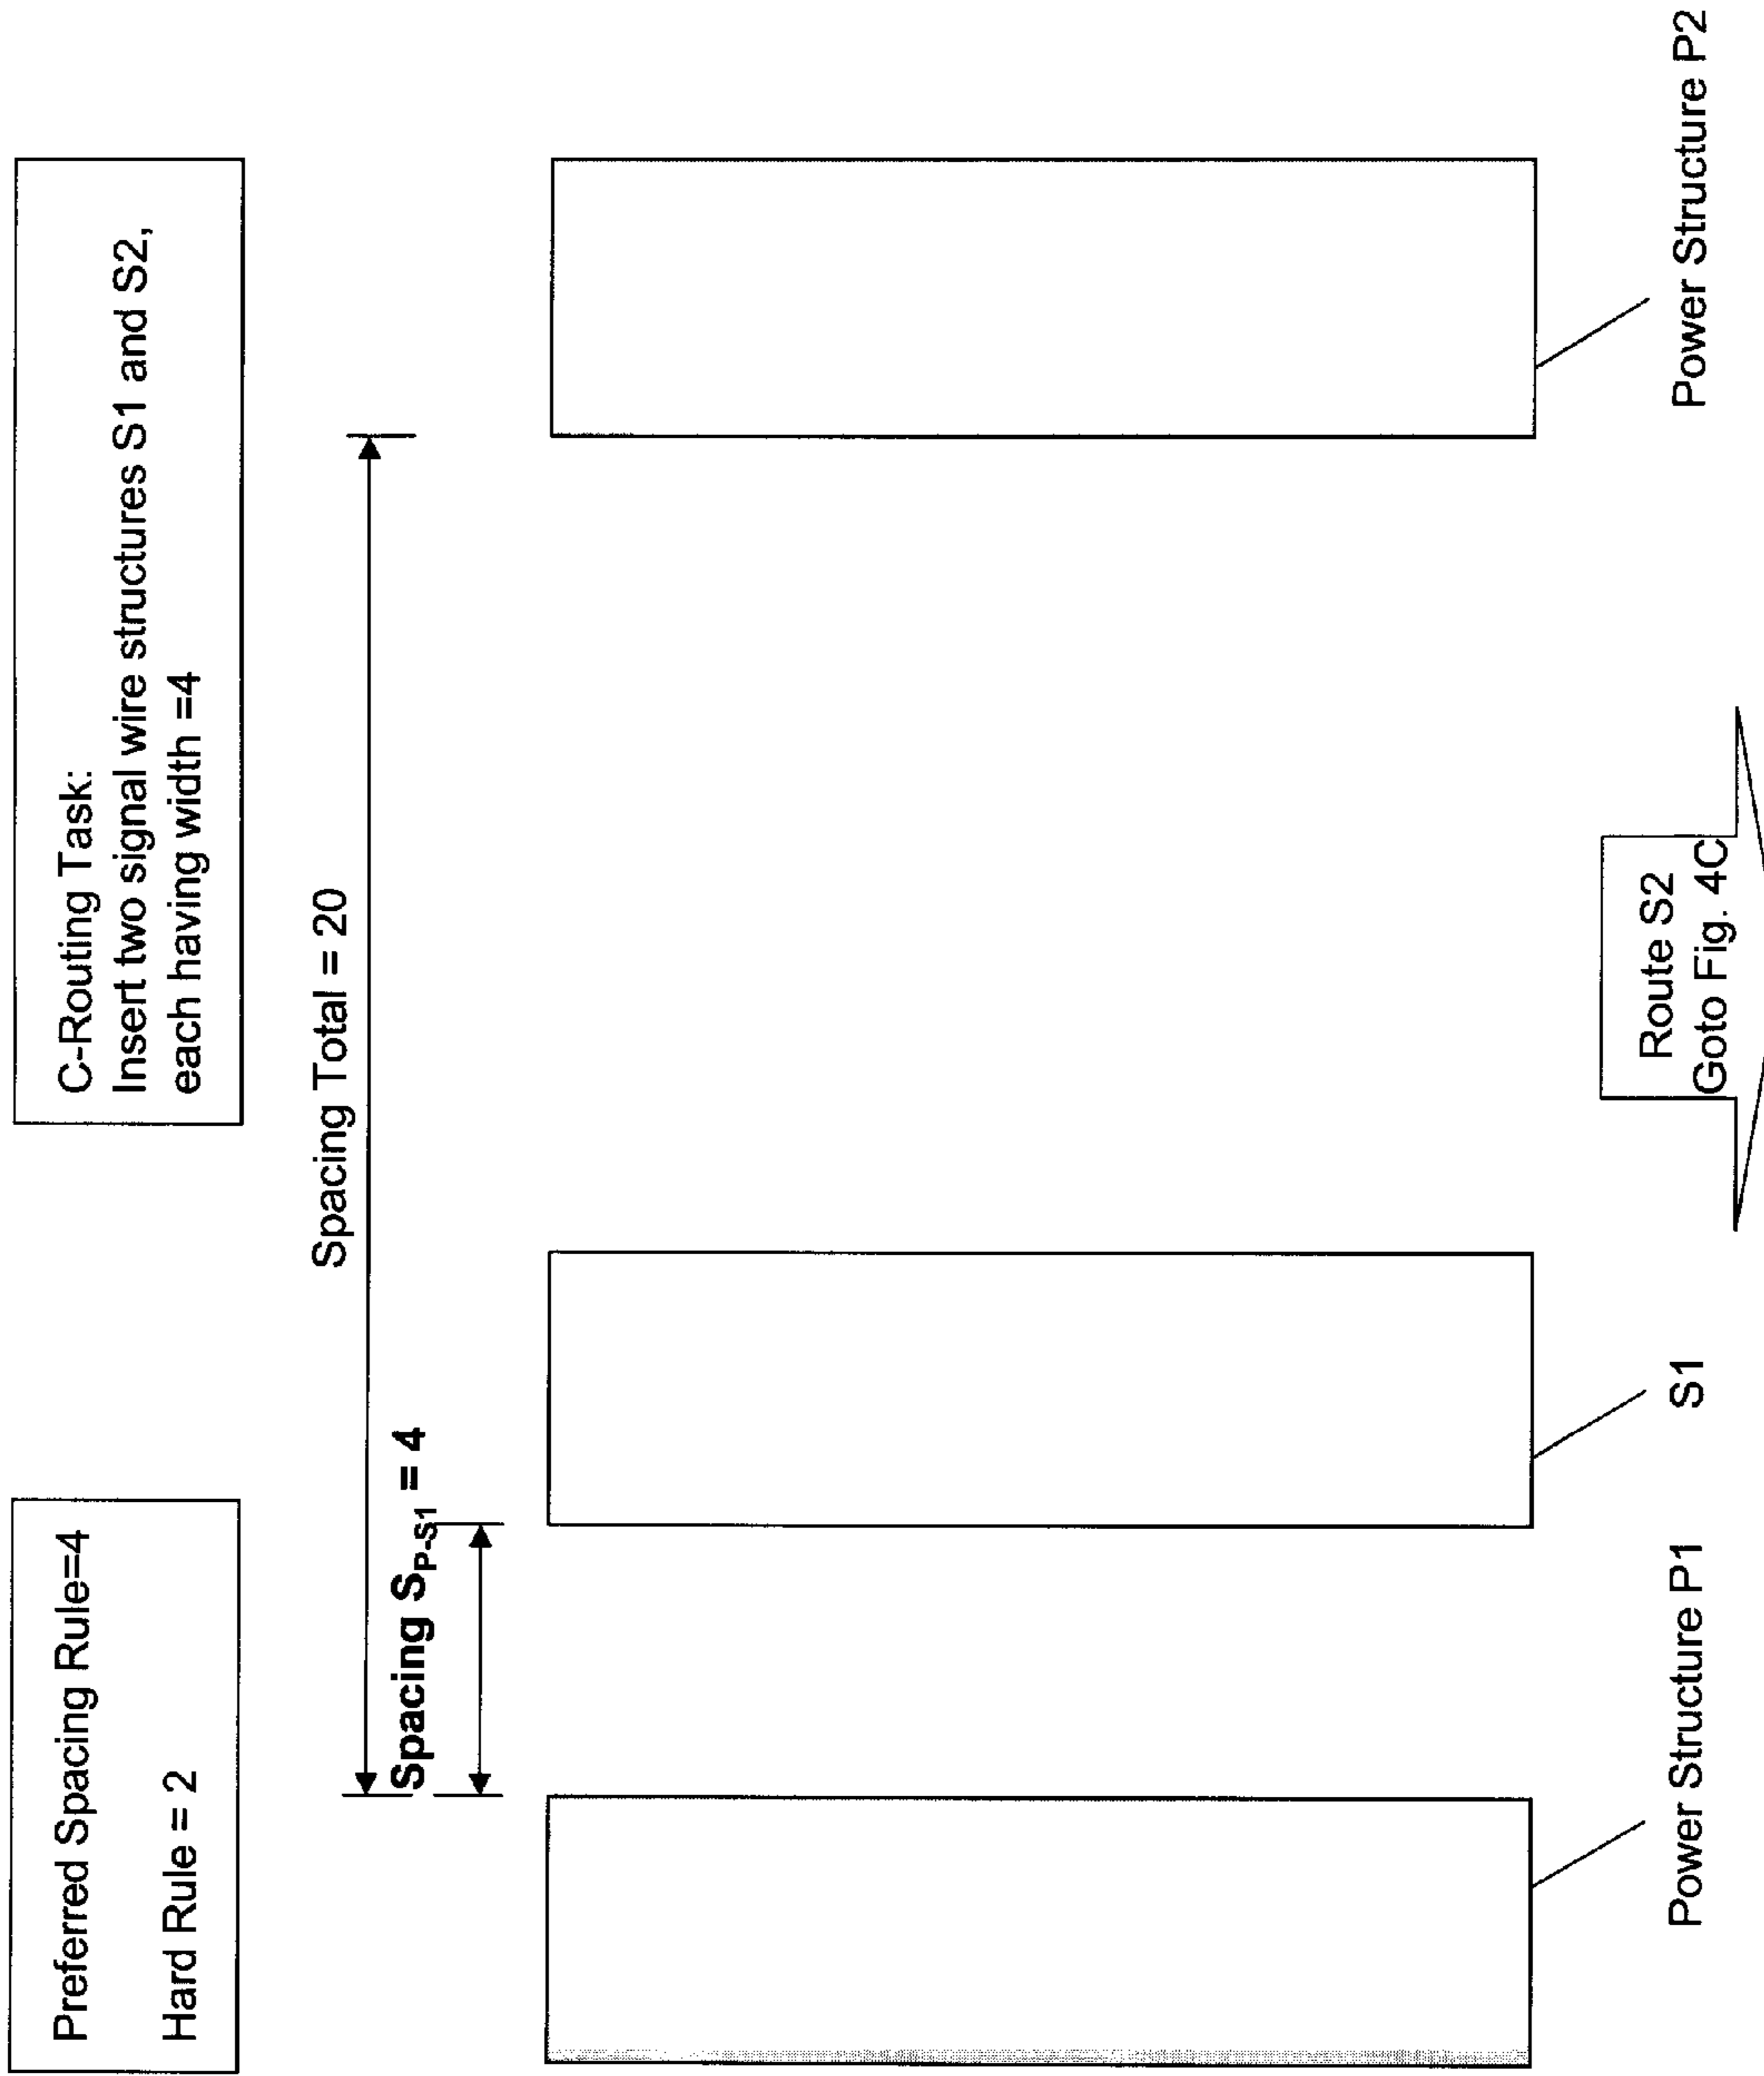 Preferred Spacing Rule=4
Hard Rule = 2
C-Routing Task:
Insert two signal wire structures S1 and S2,
each having width =4
Spacing Total = 20
Spacing SP-S1 = 4
Power Structure P1
S1
Power Structure P2
Route S2
Goto Fig. 4C